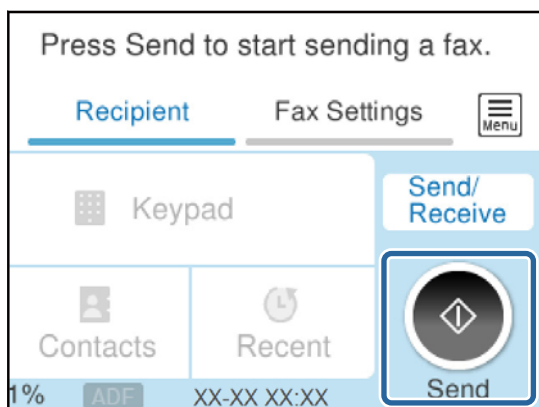 Press Send to start sending a fax.
Recipient
Fax Settings
Menu
Keypad
Send/
Receive
Contacts
Recent
Send
1%
ADF
XX-XX XX:XX